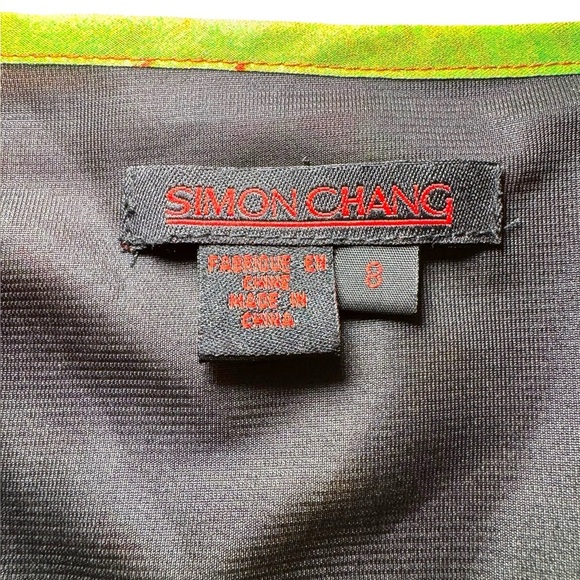 SIMON CHANG
FABRIQUE EN
CHINE
MADE IN
CHINA
8